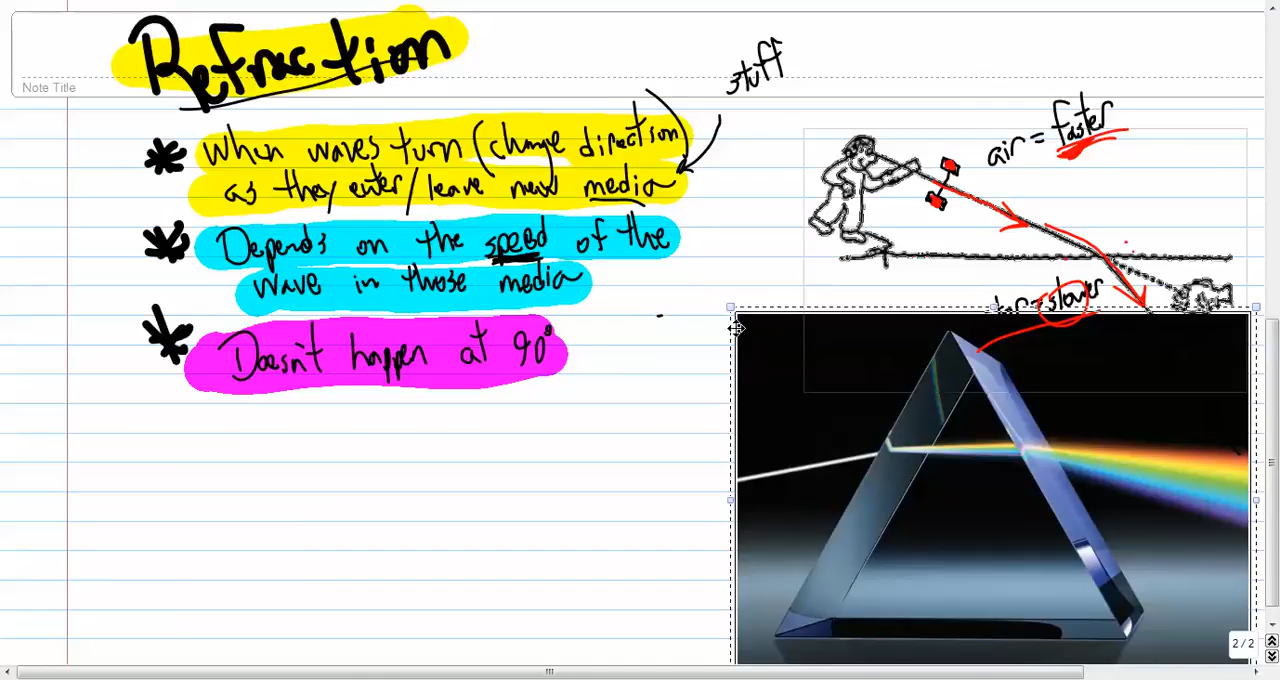 Refraction
Note Title
stuff
* When waves turn (change direction)
as they enter/leave new media
* Depends on the speed of the
wave in those media
* Doesn't happen at 90°
air = faster
= slower
2/2